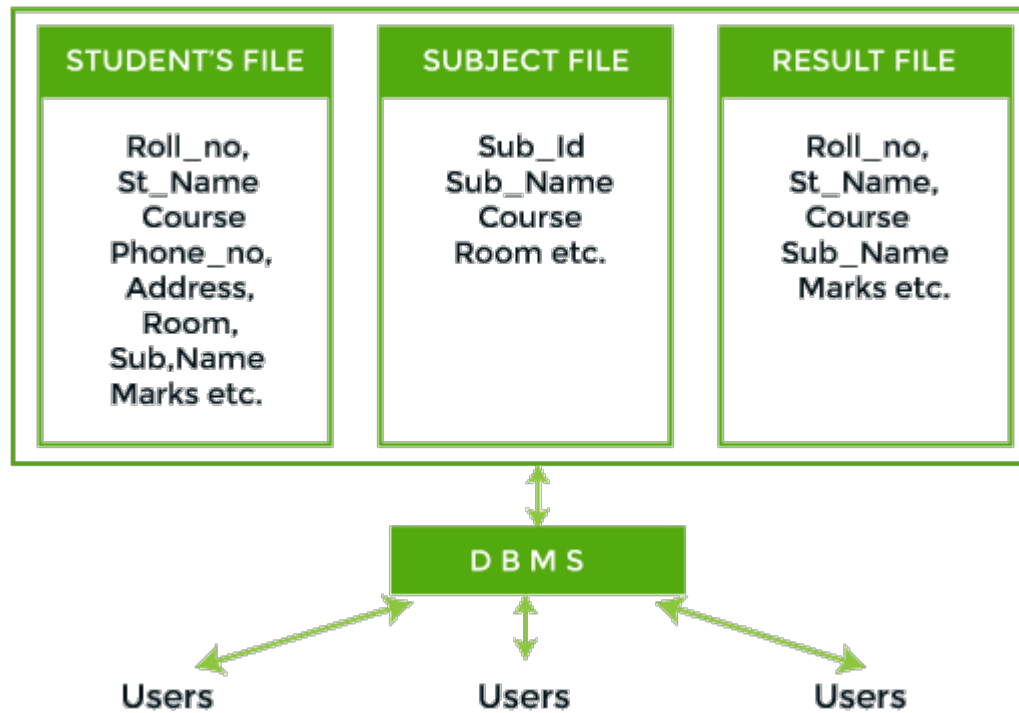 STUDENT'S FILE
Roll_no,
St_Name
Course
Phone_no,
Address,
Room,
Sub,Name
Marks etc.
SUBJECT FILE
Sub_Id
Sub_Name
Course
Room etc.
RESULT FILE
Roll_no,
St_Name,
Course
Sub_Name
Marks etc.
D B M S
Users
Users
Users